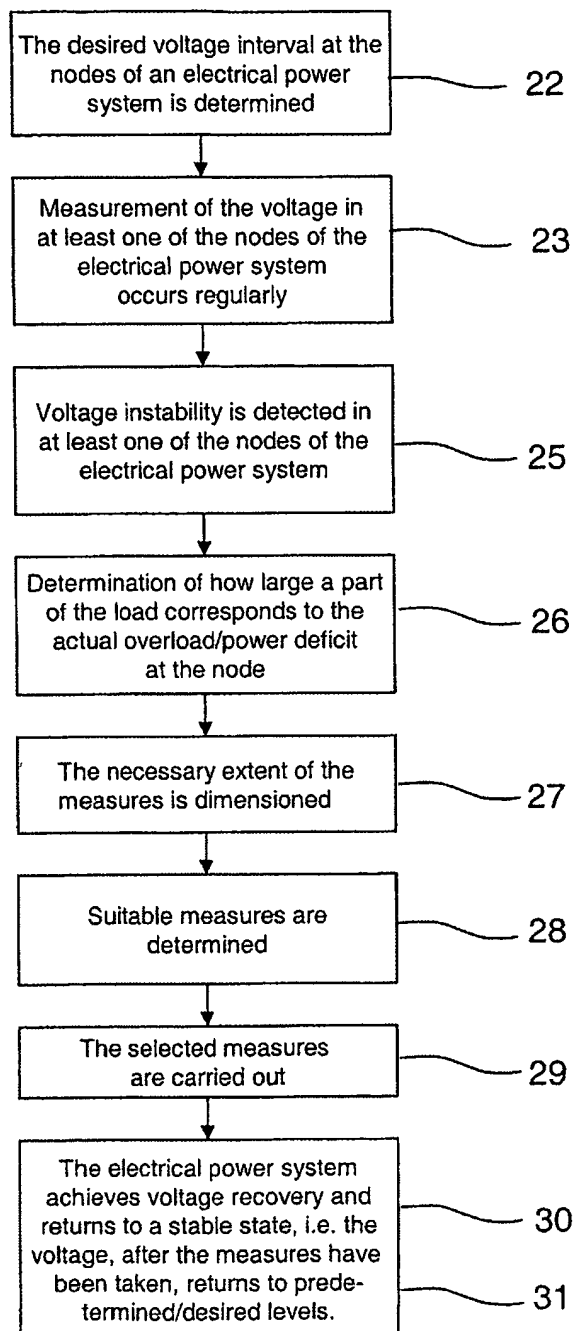 The desired voltage interval at the
nodes of an electrical power
system is determined
22
Measurement of the voltage in
at least one of the nodes of the
electrical power system
occurs regularly
23
Voltage instability is detected in
at least one of the nodes of the
electrical power system
25
Determination of how large a part
of the load corresponds to the
actual overload/power deficit
at the node
26
The necessary extent of the
measures is dimensioned
27
Suitable measures are
determined
28
The selected measures
are carried out
29
The electrical power system
achieves voltage recovery and
returns to a stable state, i.e. the
voltage, after the measures have
been taken, returns to prede-
termined/desired levels.
30
31